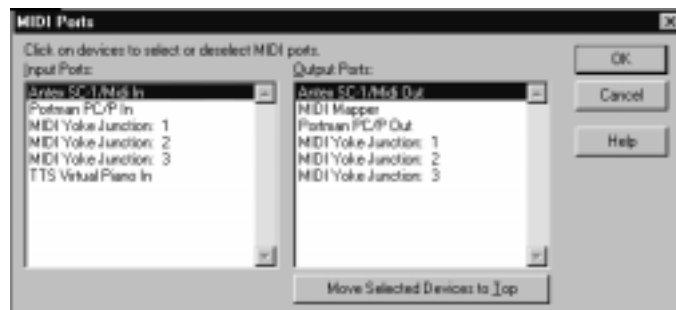 MIDI Ports
Click on devices to select or deselect MIDI ports.
Input Ports:
Antex SC-1/Midi In
Portman PC/P In
MIDI Yoke Junction: 1
MIDI Yoke Junction: 2
MIDI Yoke Junction: 3
TTS Virtual Piano In
Output Ports:
Antex SC-1/Midi Out
MIDI Mapper
Portman PC/P Out
MIDI Yoke Junction: 1
MIDI Yoke Junction: 2
MIDI Yoke Junction: 3
Move Selected Devices to Top
OK
Cancel
Help